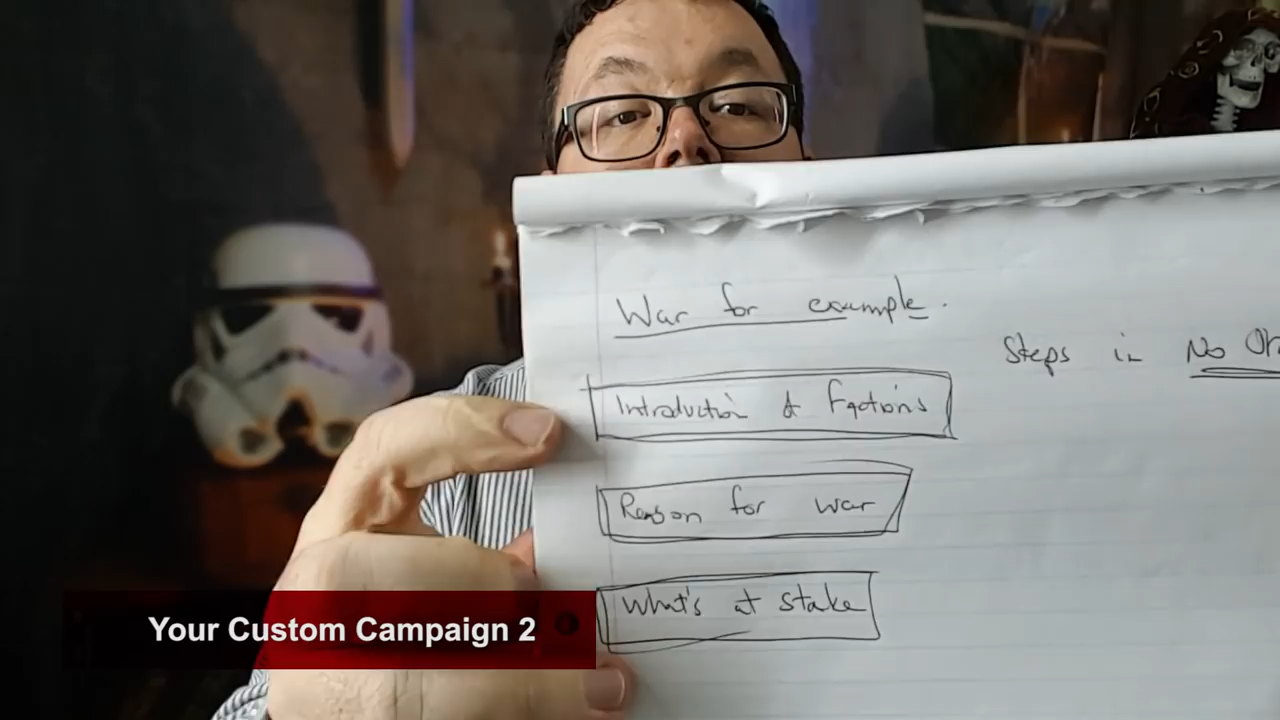 War for example.
Steps in No
Introduction of Factions
Reason for war
What's at stake
Your Custom Campaign 2